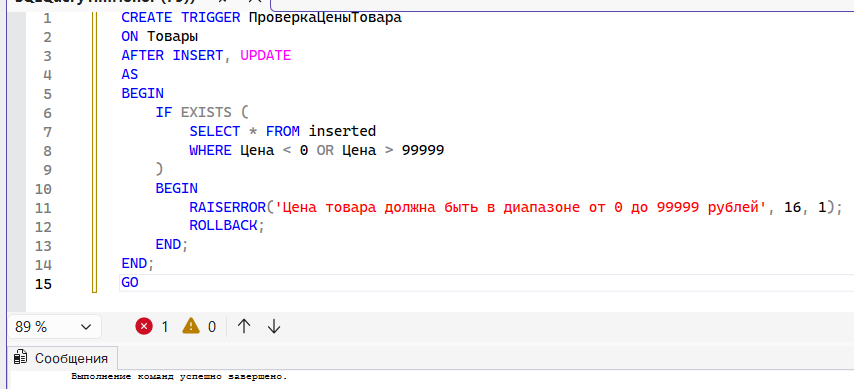 1 CREATE TRIGGER ПроверкаЦеныТовара
2 ON Товары
3 AFTER INSERT, UPDATE
4 AS
5 BEGIN
6 IF EXISTS (
7 SELECT * FROM inserted
8 WHERE Цена < 0 OR Цена > 99999
9 )
10 BEGIN
11 RAISERROR('Цена товара должна быть в диапазоне от 0 до 99999 рублей', 16, 1);
12 ROLLBACK;
13 END;
14 END;
15 GO
89 % 1 0
Сообщения
Выполнение команд успешно завершено.